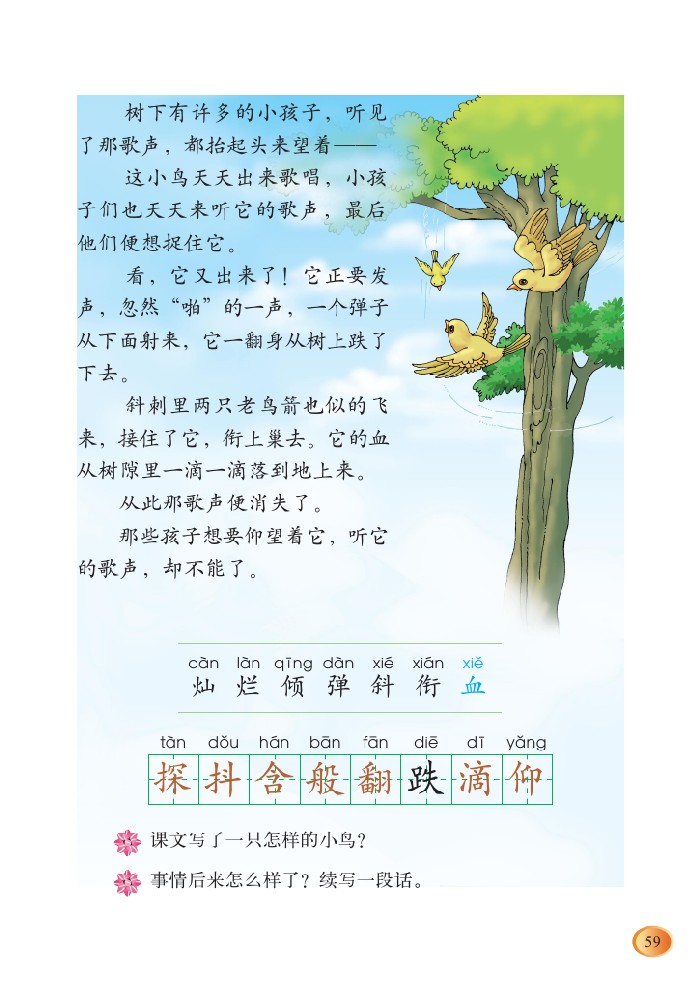 树下有许多的小孩子，听见
了那歌声，都抬起头来望着——
这小鸟天天出来歌唱，小孩
子们也天天来听它的歌声，最后
他们便想捉住它。
看，它又出来了！它正要发
声，忽然“啪”的一声，一个弹子
从下面射来，它一翻身从树上跌了
下去。
斜刺里两只老鸟箭也似的飞
来，接住了它，衔上巢去。它的血
从树隙里一滴一滴落到地上来。
从此那歌声便消失了。
那些孩子想要仰望着它，听它
的歌声，却不能了。
càn làn qīng dàn xié xián xiě
灿 烂 倾 弹 斜 衔 血
tàn dǒu hán bān fān diē dī yǎng
探 抖 含 般 翻 跌 滴 仰
课文写了一只怎样的小鸟？
事情后来怎么样了？续写一段话。
59